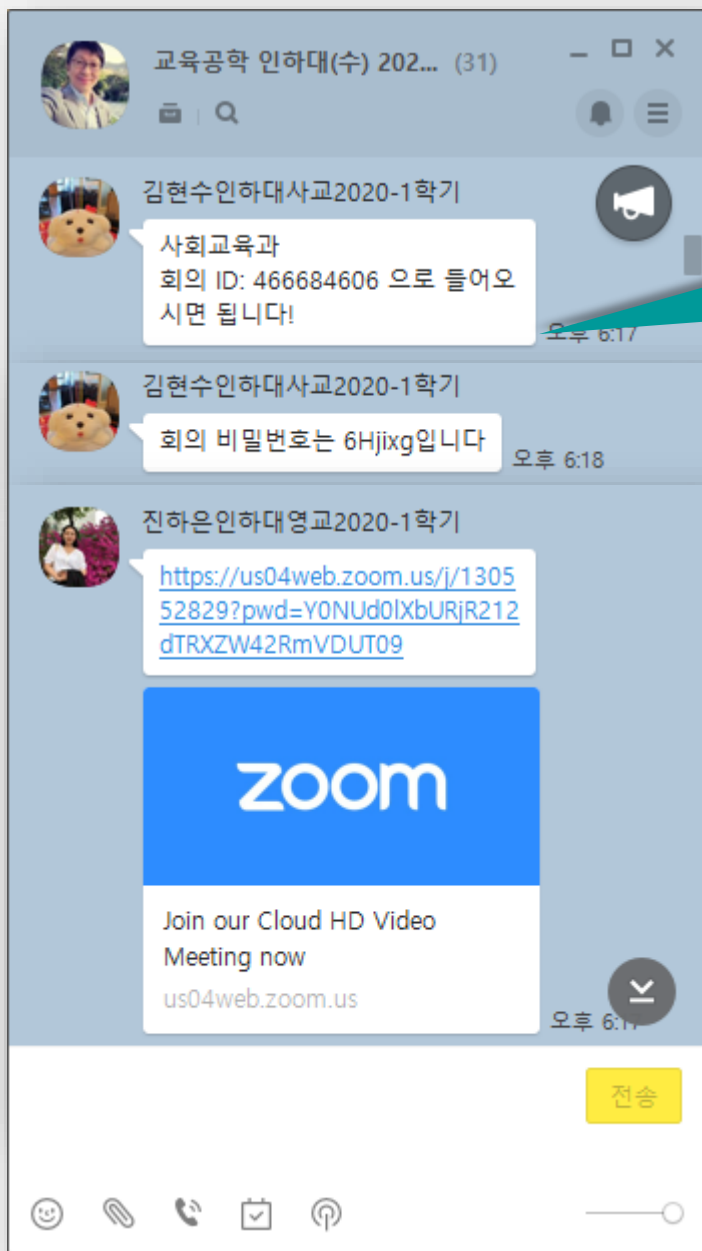 교육공학 인하대(수) 202... (31)
김현수인하대사교2020-1학기
사회교육과
회의 ID: 466684606 으로 들어오
시면 됩니다!
오후 6:17
김현수인하대사교2020-1학기
회의 비밀번호는 6Hjixg입니다
오후 6:18
진하은인하대영교2020-1학기
https://us04web.zoom.us/j/1305
52829?pwd=Y0NUd0lXbURjR212
dTRXZW42RmVDUT09
zoom
Join our Cloud HD Video
Meeting now
us04web.zoom.us
오후 6:17
전송